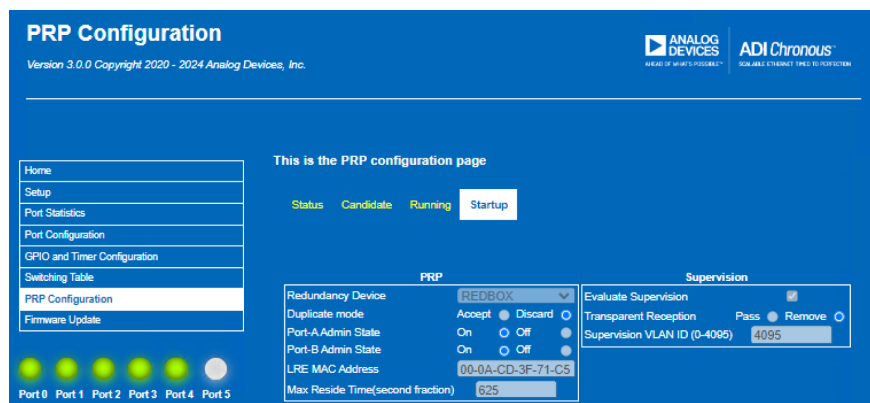 PRP Configuration
Version 3.0.0 Copyright 2020 - 2024 Analog Devices, Inc.
ANALOG
DEVICES
AHEAD OF WHAT'S POSSIBLE™
ADI Chronous™
SCALABLE ETHERNET TIMED TO PERFECTION
Home
Setup
Port Statistics
Port Configuration
GPIO and Timer Configuration
Switching Table
PRP Configuration
Firmware Update
Port 0 Port 1 Port 2 Port 3 Port 4 Port 5
This is the PRP configuration page
Status Candidate Running Startup
PRP
Redundancy Device REDBOX
Duplicate mode Accept Discard
Port-A Admin State On Off
Port-B Admin State On Off
LRE MAC Address 00-0A-CD-3F-71-C5
Max Reside Time(second fraction) 625
Supervision
Evaluate Supervision
Transparent Reception Pass Remove
Supervision VLAN ID (0-4095) 4095